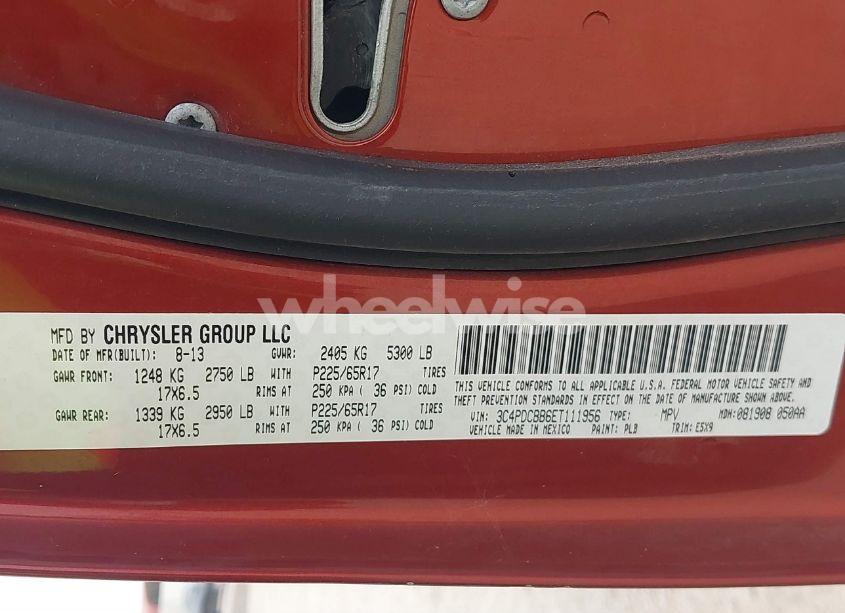 wheelwise
MFD BY CHRYSLER GROUP LLC
DATE OF MFR(BUILT): 8-13 GVWR: 2405 KG 5300 LB
GAWR FRONT: 1248 KG 2750 LB WITH P225/65R17 TIRES
17X6.5 RIMS AT 250 KPA ( 36 PSI) COLD
GAWR REAR: 1339 KG 2950 LB WITH P225/65R17 TIRES
17X6.5 RIMS AT 250 KPA ( 36 PSI) COLD
THIS VEHICLE CONFORMS TO ALL APPLICABLE U.S.A. FEDERAL MOTOR VEHICLE SAFETY AND
THEFT PREVENTION STANDARDS IN EFFECT ON THE DATE OF MANUFACTURE SHOWN ABOVE.
VIN: 3C4PDCBB6ET111956 TYPE: MPV MDH: 081908 050AA
VEHICLE MADE IN MEXICO PAINT: PLB TRIM: E5X9